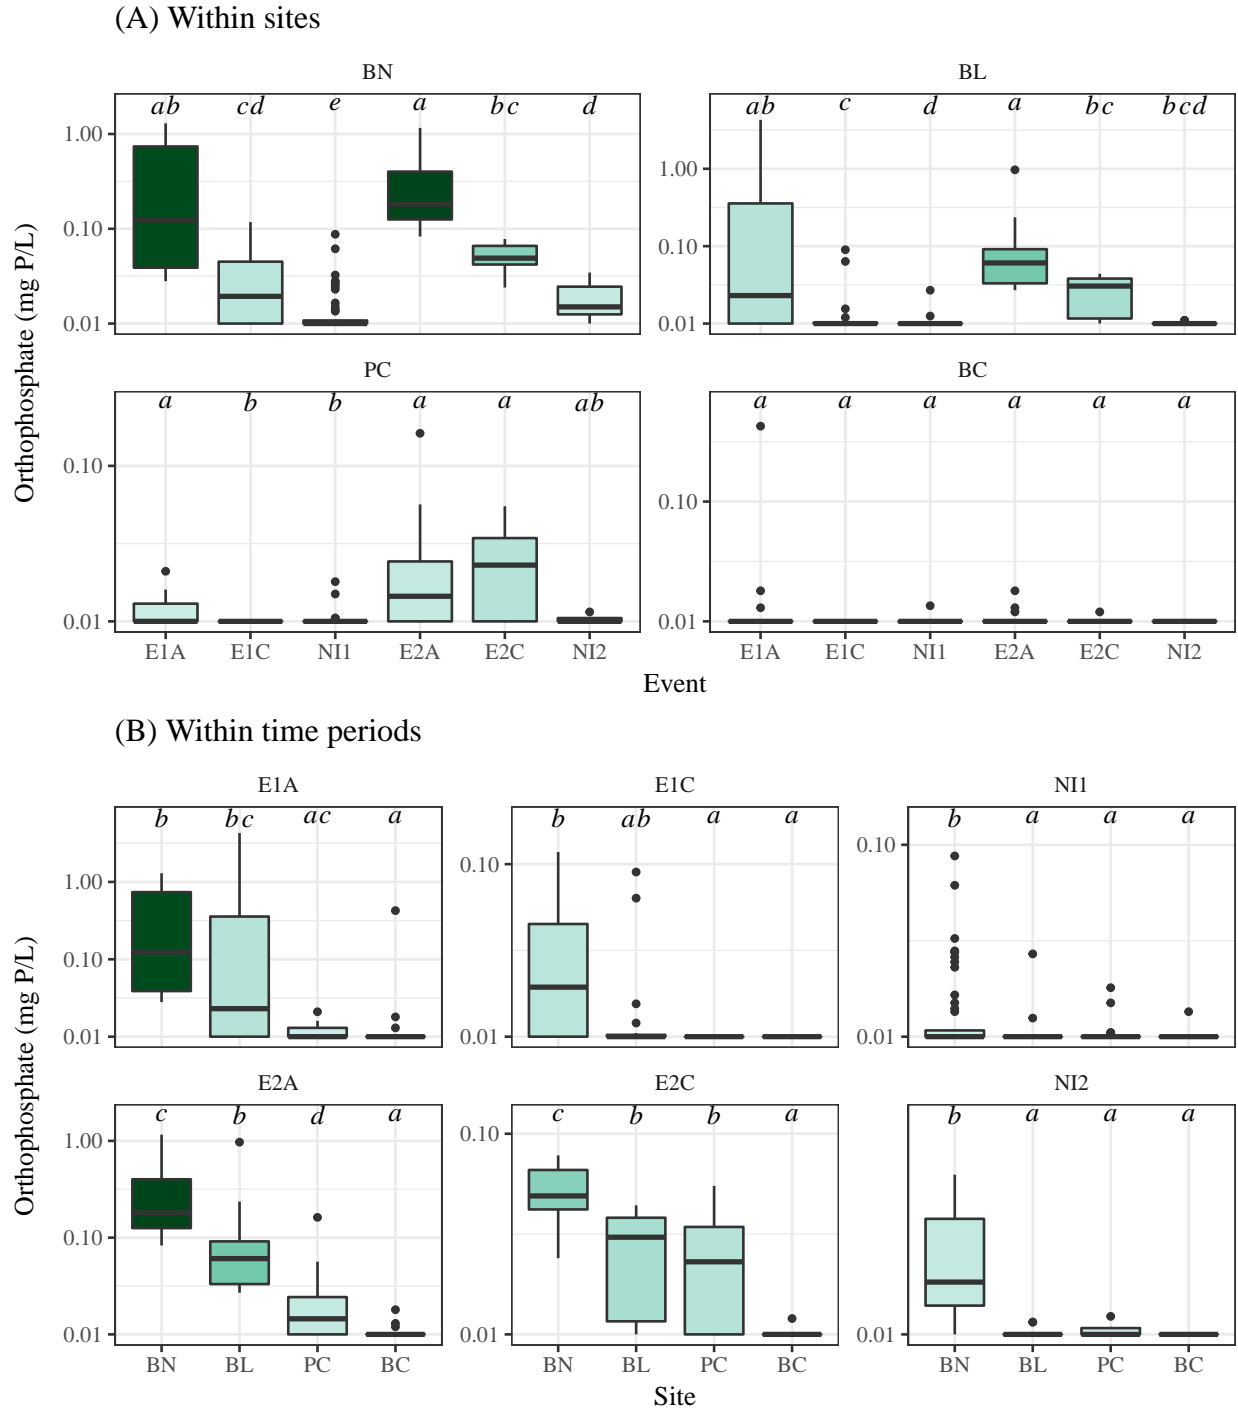 (A) Within sites
BN
BL
ab cd e a bc d
ab c d a bc bcd
1.00
0.10
0.01
1.00
0.10
0.01
PC
BC
a b b a a ab
a a a a a a
0.10
0.01
0.10
0.01
Orthophosphate (mg P/L)
E1A E1C NI1 E2A E2C NI2
E1A E1C NI1 E2A E2C NI2
Event
(B) Within time periods
E1A
E1C
NI1
b bc ac a
b ab a a
b a a a
1.00
0.10
0.01
0.10
0.01
0.10
0.01
E2A
E2C
NI2
c b d a
c b b a
b a a a
1.00
0.10
0.01
0.10
0.01
0.01
Orthophosphate (mg P/L)
BN BL PC BC
BN BL PC BC
BN BL PC BC
Site